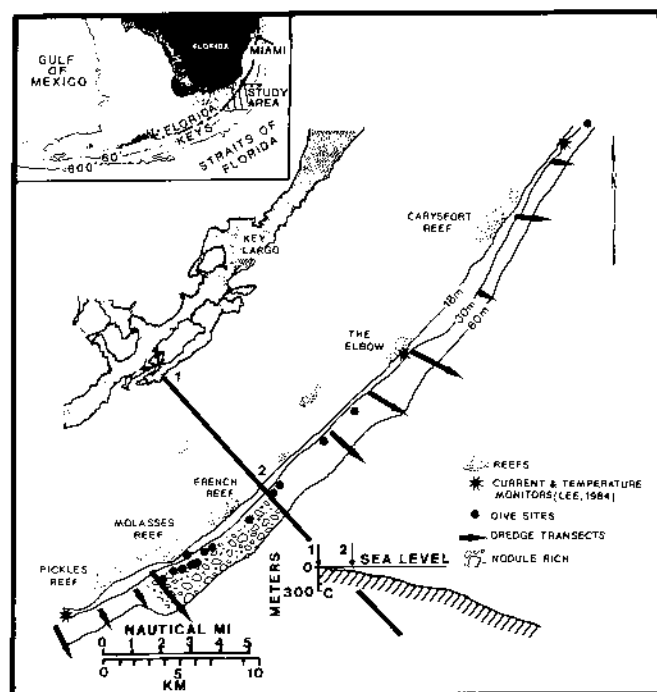 GULF
OF
MEXICO
FLORIDA
MIAMI
STUDY
AREA
FLORIDA
KEYS
STRAITS OF
FLORIDA
600'
60'
KEY
LARGO
CARYSFORT
REEF
18m
30m
60m
THE
ELBOW
1
2
FRENCH
REEF
MOLASSES
REEF
PICKLES
REEF
REEFS
CURRENT & TEMPERATURE
MONITORS (LEE, 1984)
DIVE SITES
DREDGE TRANSECTS
NODULE RICH
1 2
SEA LEVEL
METERS
0
300
NAUTICAL MI
0 1 2 3 4 5
0 5 10
KM